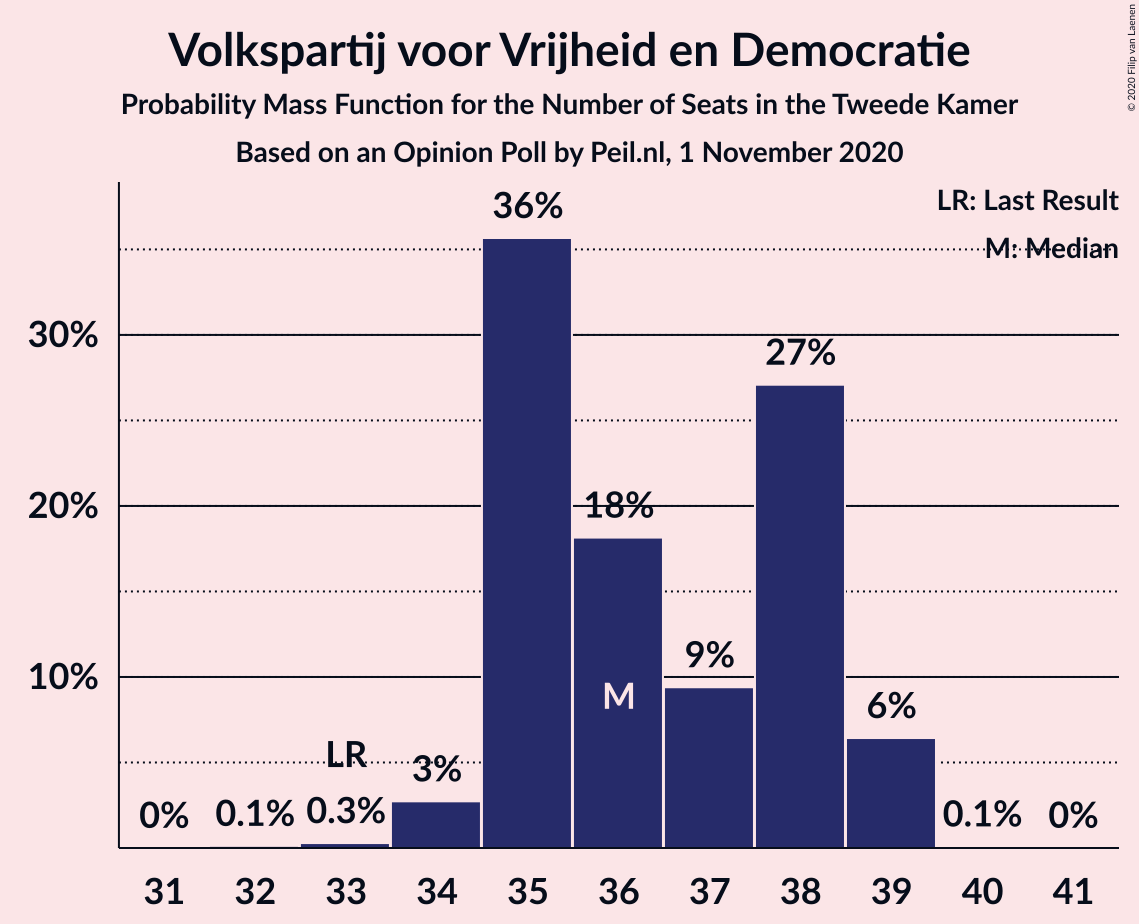 Volkspartij voor Vrijheid en Democratie
Probability Mass Function for the Number of Seats in the Tweede Kamer
Based on an Opinion Poll by Peil.nl, 1 November 2020
© 2020 Filip van Laenen
LR: Last Result
M: Median
36%
30%
27%
20%
18%
10%
9%
M
6%
LR
3%
0%
0.1%
0.3%
0.1%
0%
31 32 33 34 35 36 37 38 39 40 41